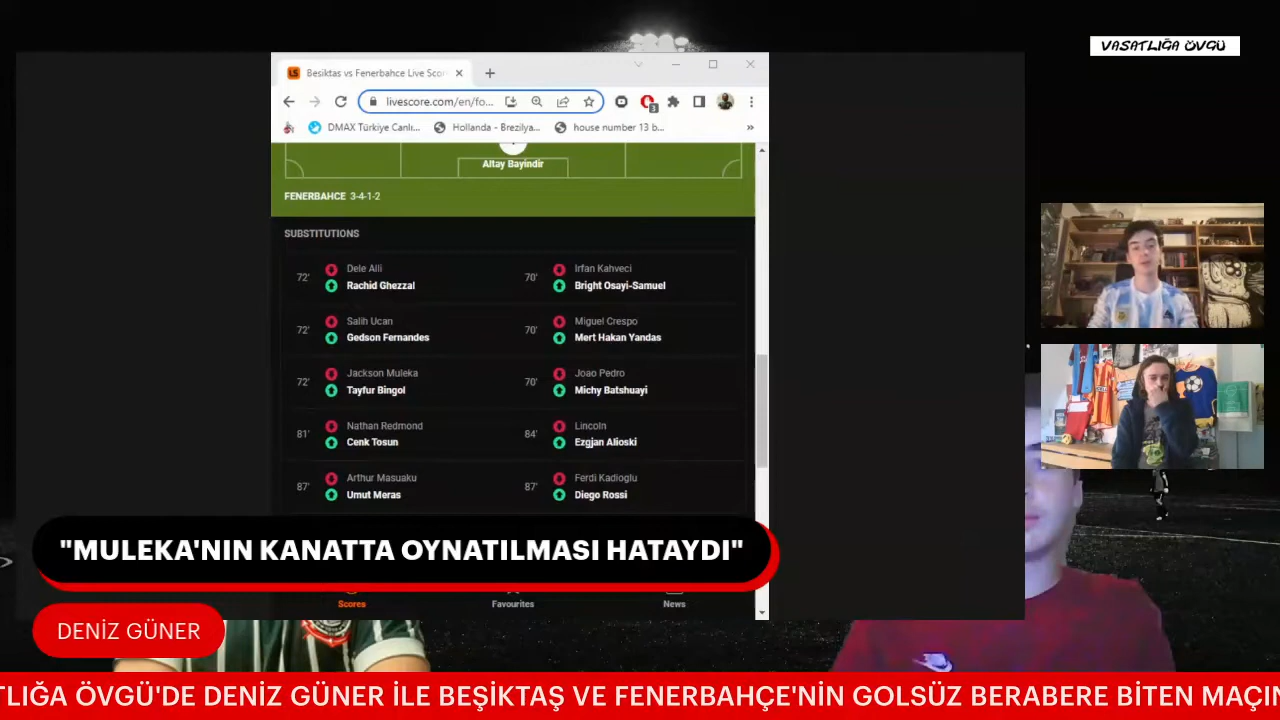 VASATLIĞA ÖVGÜ
LS Besiktas vs Fenerbahce Live Scor
livescore.com/en/fo...
3
DMAX Türkiye Canlı... Hollanda - Brezilya... house number 13 b...
Altay Bayindir
FENERBAHCE 3-4-1-2
SUBSTITUTIONS
72' Dele Alli
Rachid Ghezzal
70' Irfan Kahveci
Bright Osayi-Samuel
72' Salih Ucan
Gedson Fernandes
70' Miguel Crespo
Mert Hakan Yandas
72' Jackson Muleka
Tayfur Bingol
70' Joao Pedro
Michy Batshuayi
81' Nathan Redmond
Cenk Tosun
84' Lincoln
Ezgjan Alioski
87' Arthur Masuaku
Umut Meras
87' Ferdi Kadioglu
Diego Rossi
"MULEKA'NIN KANATTA OYNATILMASI HATAYDI"
Scores Favourites News
DENİZ GÜNER
TLIĞA ÖVGÜ'DE DENİZ GÜNER İLE BEŞİKTAŞ VE FENERBAHÇE'NİN GOLSÜZ BERABERE BİTEN MAÇIN